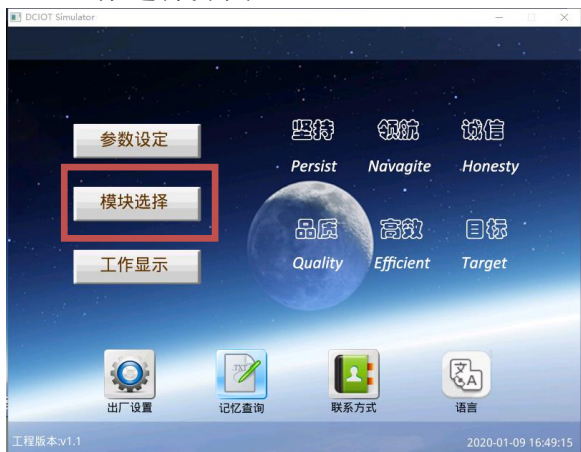 DCIOT Simulator
参数设定
模块选择
工作显示
坚持 领航 诚信
Persist Navagite Honesty
品质 高效 目标
Quality Efficient Target
TXT
文 A
出厂设置 记忆查询 联系方式 语言
工程版本:v1.1
2020-01-09 16:49:15